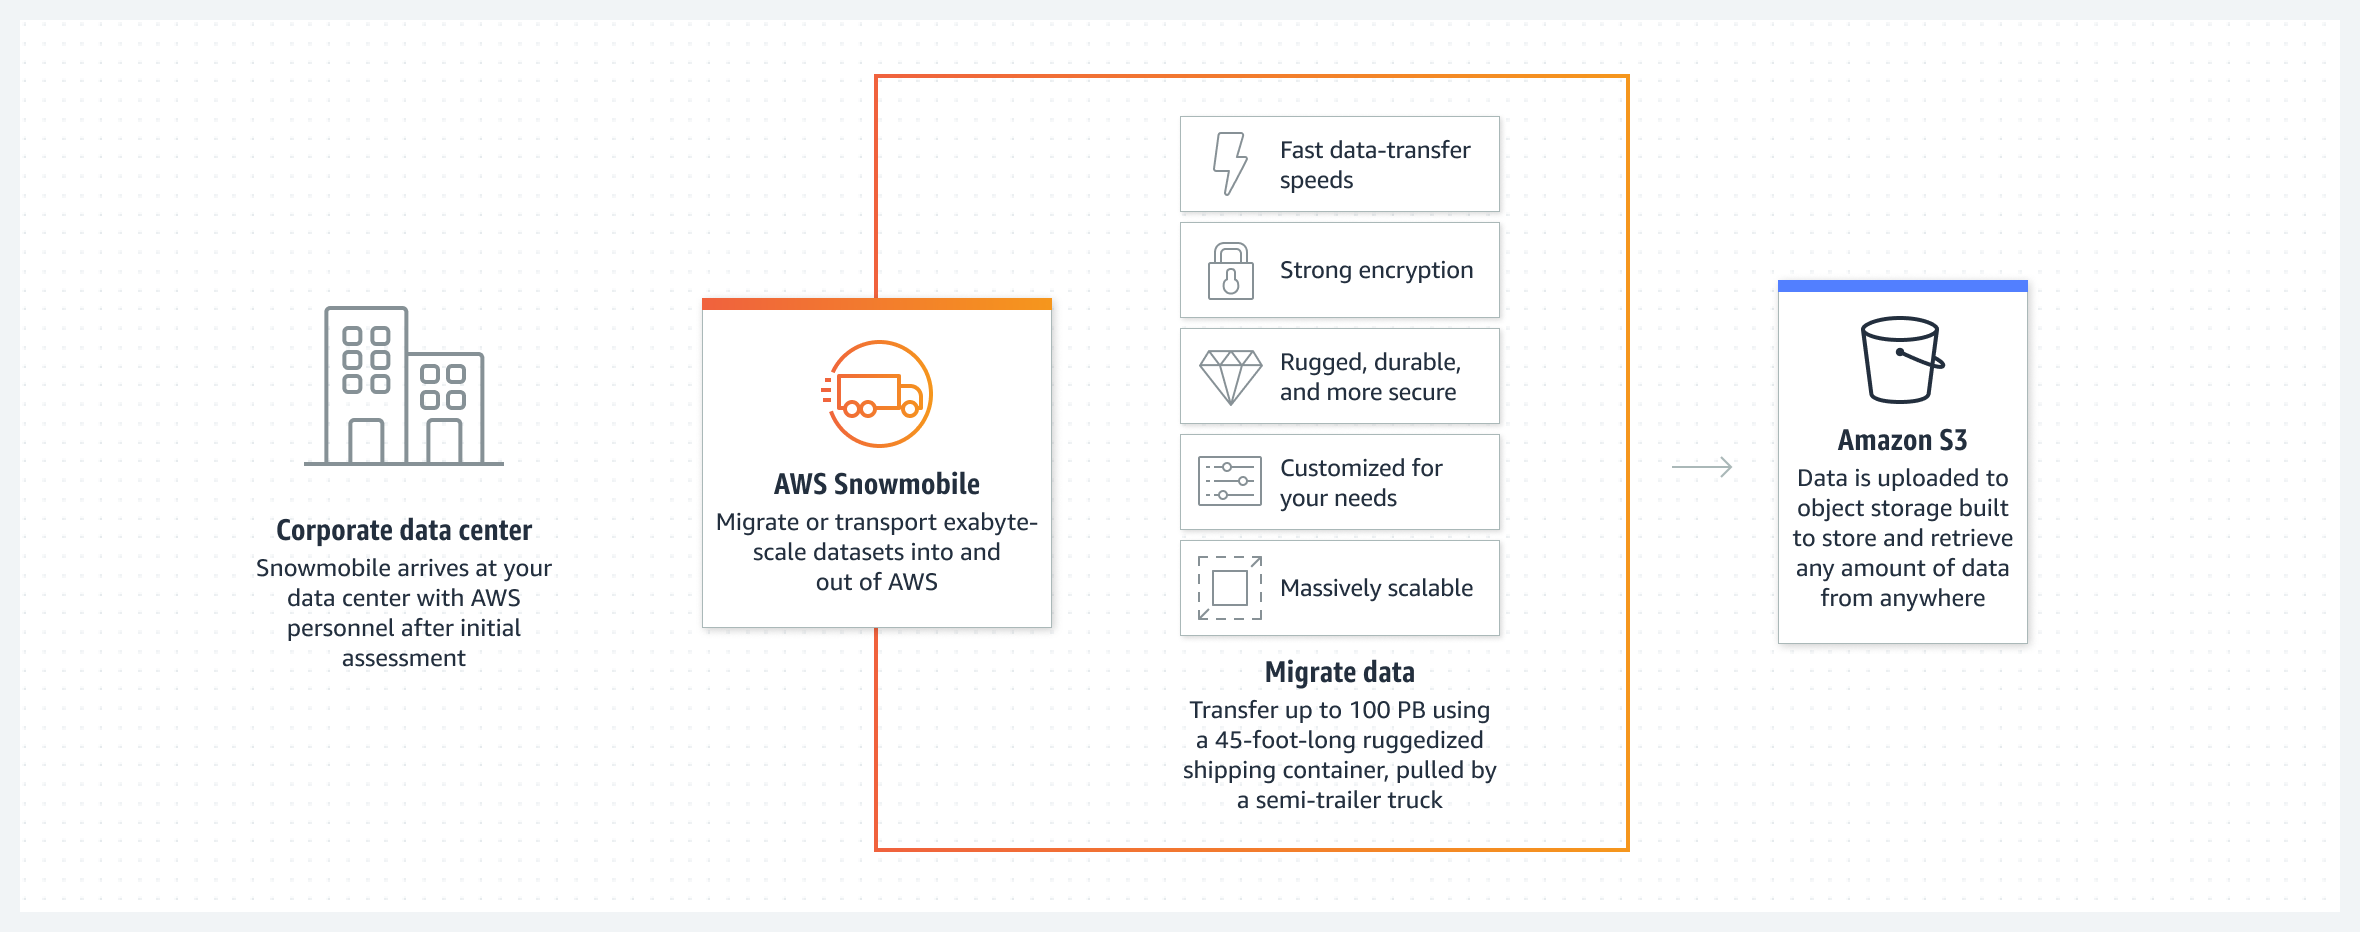 Corporate data center
Snowmobile arrives at your
data center with AWS
personnel after initial
assessment
AWS Snowmobile
Migrate or transport exabyte-
scale datasets into and
out of AWS
Fast data-transfer
speeds
Strong encryption
Rugged, durable,
and more secure
Customized for
your needs
Massively scalable
Migrate data
Transfer up to 100 PB using
a 45-foot-long ruggedized
shipping container, pulled by
a semi-trailer truck
Amazon S3
Data is uploaded to
object storage built
to store and retrieve
any amount of data
from anywhere